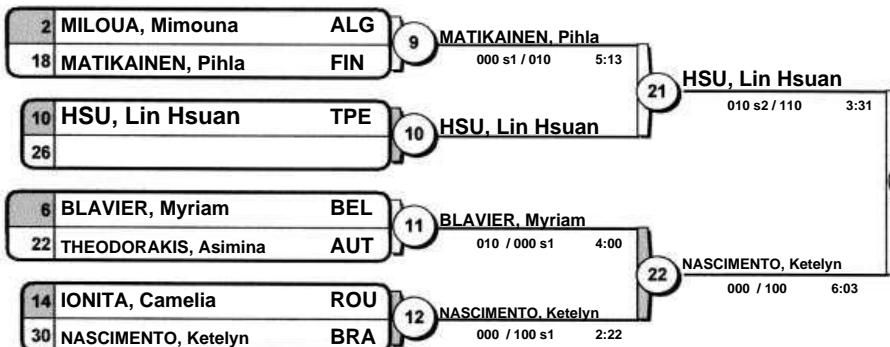 2 MILOUA, Mimouna ALG
18 MATIKAINEN, Pihla FIN
9
MATIKAINEN, Pihla
000 s1 / 010 5:13
10 HSU, Lin Hsuan TPE
26
10
HSU, Lin Hsuan
21
HSU, Lin Hsuan
010 s2 / 110 3:31
6 BLAVIER, Myriam BEL
22 THEODORAKIS, Asimina AUT
11
BLAVIER, Myriam
010 / 000 s1 4:00
14 IONITA, Camelia ROU
30 NASCIMENTO, Ketelyn BRA
12
NASCIMENTO, Ketelyn
000 / 100 s1 2:22
22
NASCIMENTO, Ketelyn
000 / 100 6:03